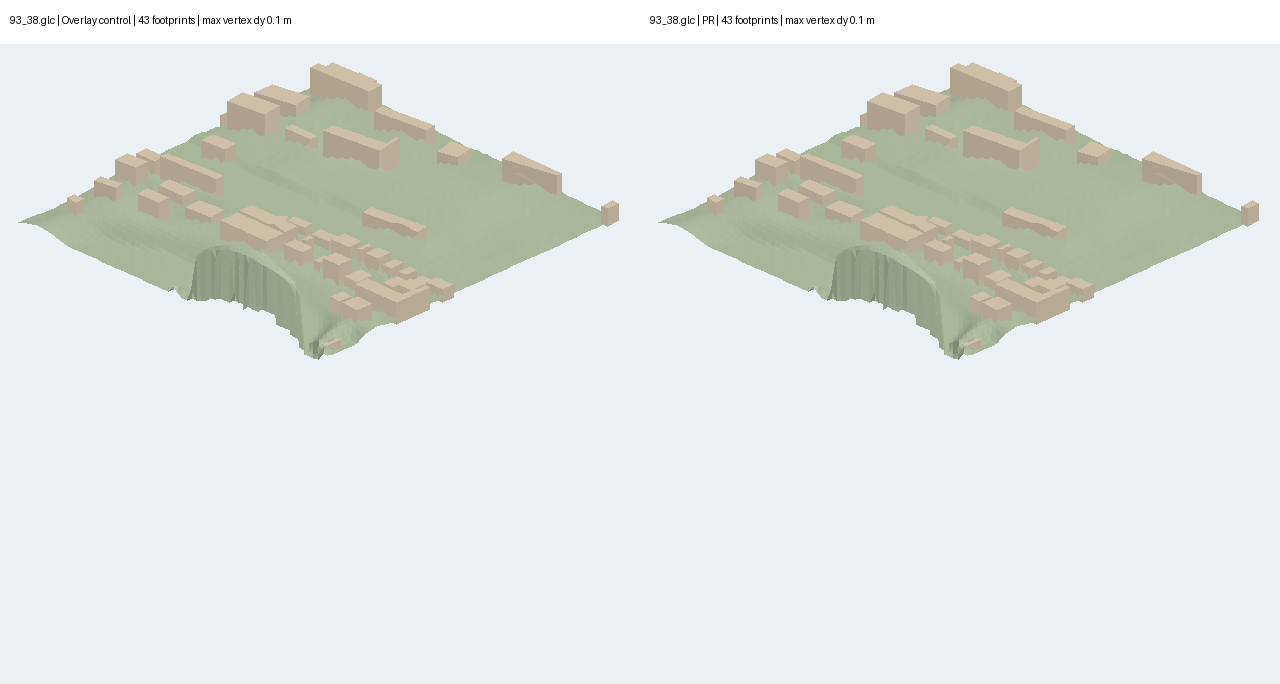 93_38.glc | Overlay control | 43 footprints | max vertex dy 0.1 m
93_38.glc | PR | 43 footprints | max vertex dy 0.1 m